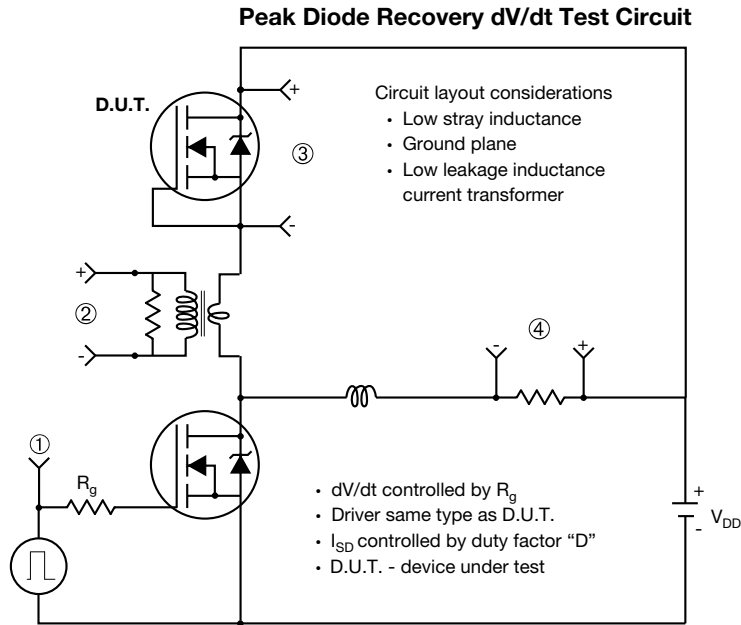 Peak Diode Recovery dV/dt Test Circuit
D.U.T.
+
-
③
Circuit layout considerations
• Low stray inductance
• Ground plane
• Low leakage inductance
current transformer
+
②
-
-
④
+
①
Rg
• dV/dt controlled by Rg
• Driver same type as D.U.T.
• ISD controlled by duty factor “D”
• D.U.T. - device under test
+
-
VDD